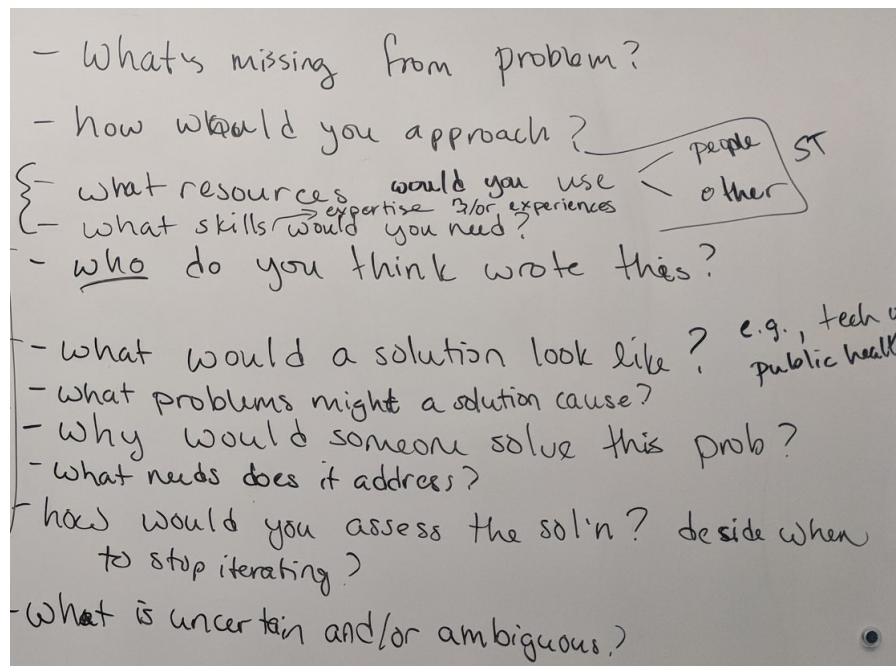 - What's missing from problem?
- how would you approach?
people
ST
- what resources would you use
other
→ expertise &/or experiences
- What skills would you need?
- who do you think wrote this?
e.g., tech
- what would a solution look like?
public
- What problems might a solution cause?
- Why would someone solve this prob?
- What needs does it address?
- how would you assess the sol'n? deside when
to stop iterating?
- What is uncertain and/or ambiguous?